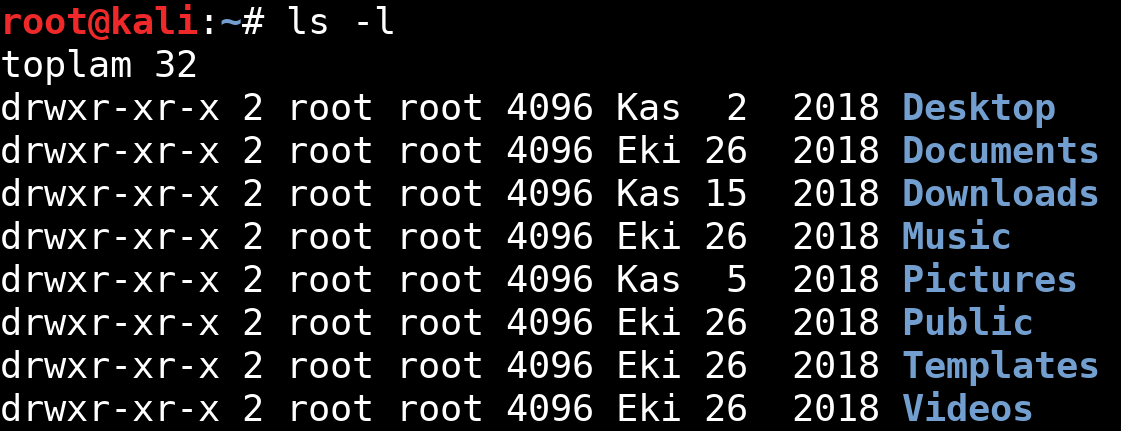 root@kali:~# ls -l
toplam 32
drwxr-xr-x 2 root root 4096 Kas  2  2018 Desktop
drwxr-xr-x 2 root root 4096 Eki 26  2018 Documents
drwxr-xr-x 2 root root 4096 Kas 15  2018 Downloads
drwxr-xr-x 2 root root 4096 Eki 26  2018 Music
drwxr-xr-x 2 root root 4096 Kas  5  2018 Pictures
drwxr-xr-x 2 root root 4096 Eki 26  2018 Public
drwxr-xr-x 2 root root 4096 Eki 26  2018 Templates
drwxr-xr-x 2 root root 4096 Eki 26  2018 Videos